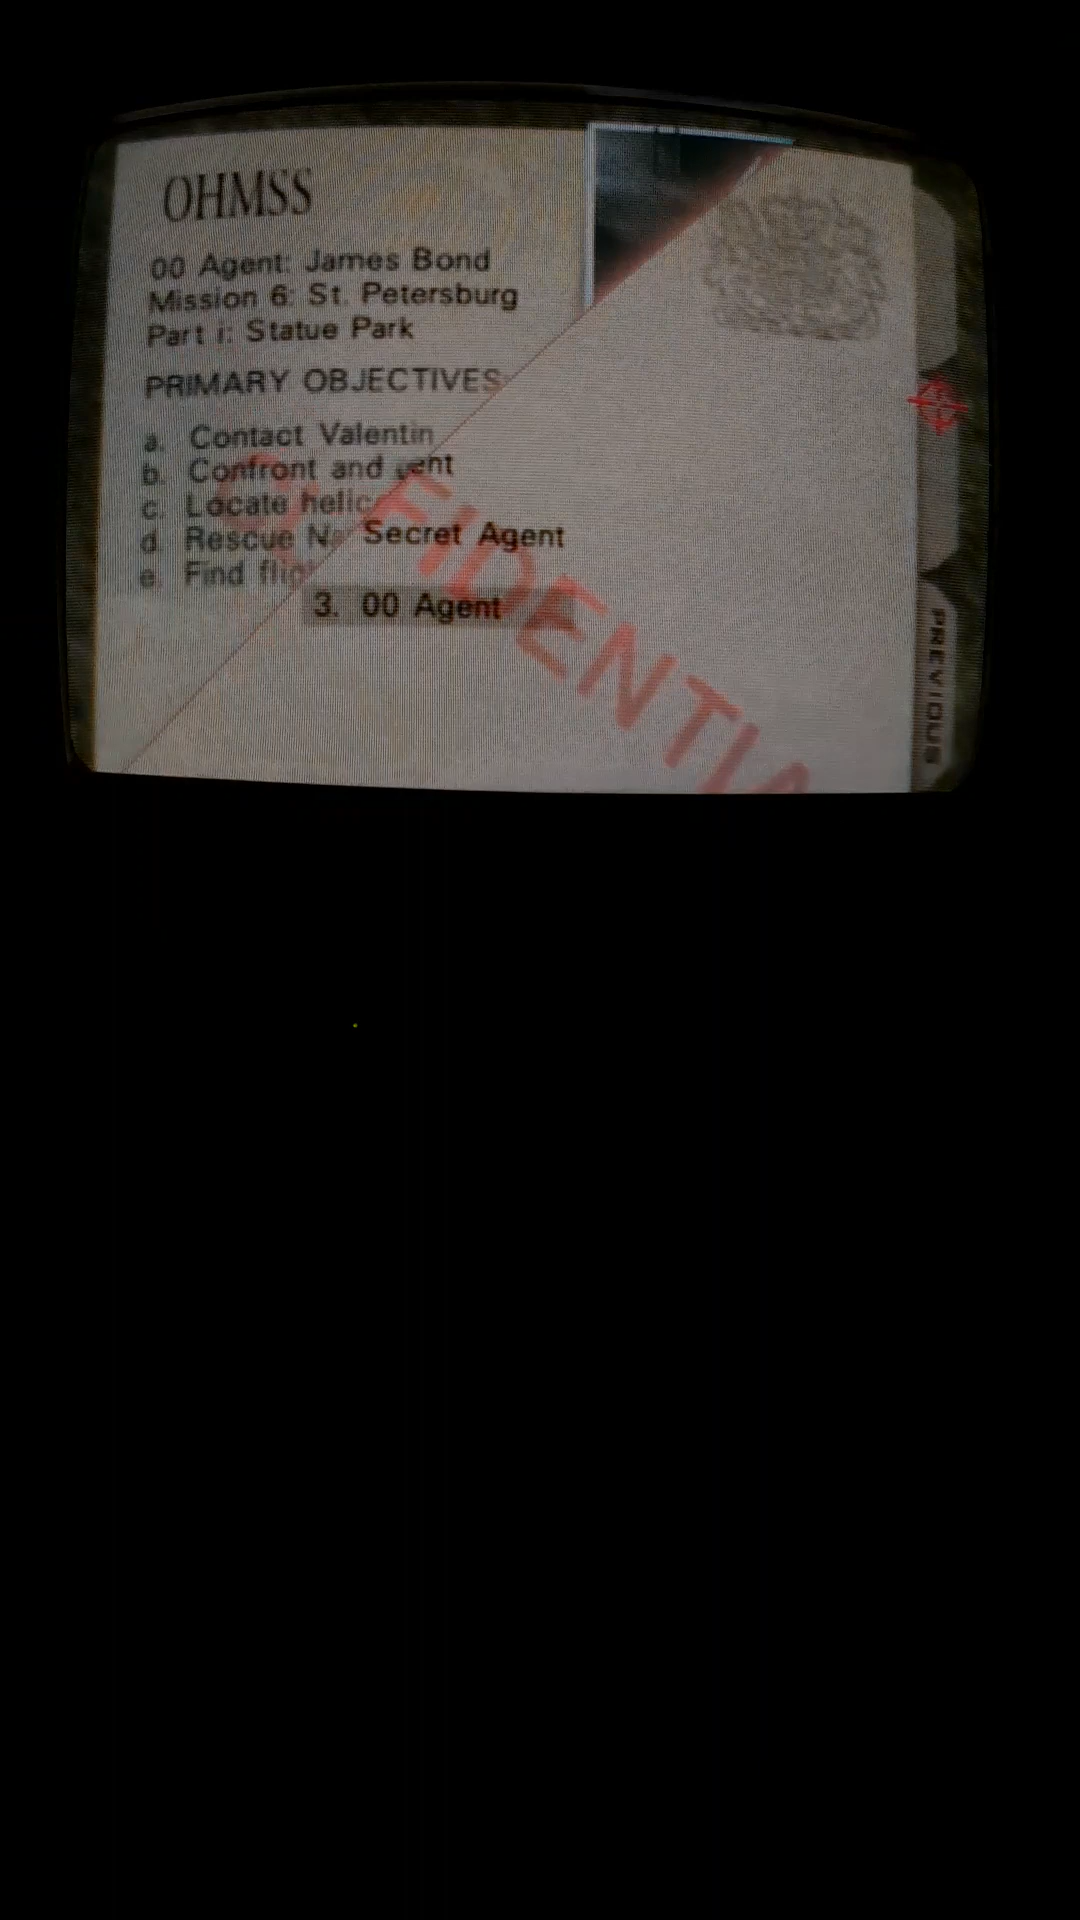 OHMSS
00 Agent: James Bond
Mission 6: St. Petersburg
Part i: Statue Park
PRIMARY OBJECTIVES:
a. Contact Valentin
b. Confront and
c. Locate
d. Rescue
e. Find
Secret Agent
3. 00 Agent
FIDENTIA
PREVIOUS